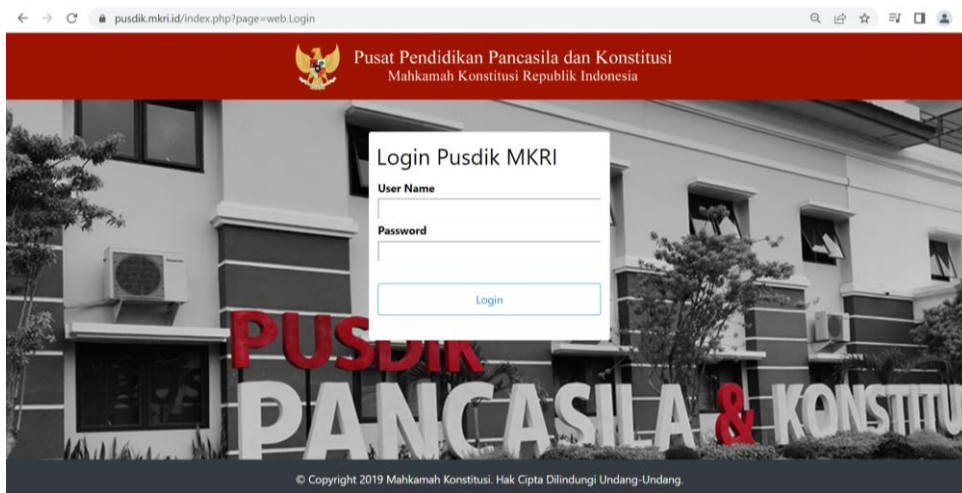 pusdik.mkri.id/index.php?page=web.Login
Pusat Pendidikan Pancasila dan Konstitusi
Mahkamah Konstitusi Republik Indonesia
Login Pusdik MKRI
User Name
Password
Login
PUSDIK
PANCASILA & KONSTITU
© Copyright 2019 Mahkamah Konstitusi. Hak Cipta Dilindungi Undang-Undang.